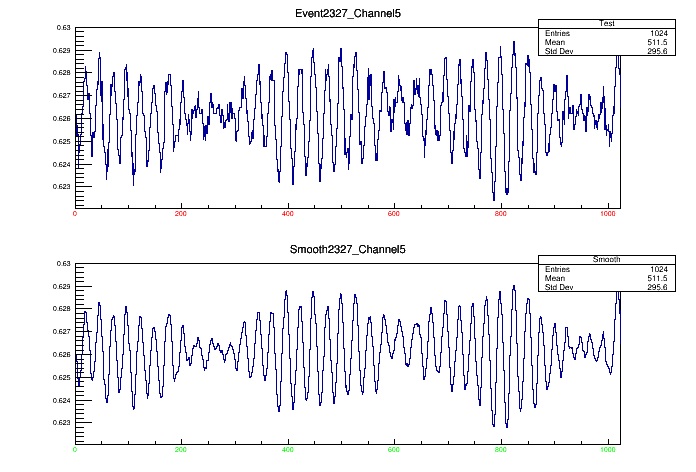 Event2327_Channel5
Test
Entries 1024
Mean 511.5
Std Dev 295.6
0.63
0.629
0.628
0.627
0.626
0.625
0.624
0.623
0 200 400 600 800 1000
Smooth2327_Channel5
Smooth
Entries 1024
Mean 511.5
Std Dev 295.6
0.63
0.629
0.628
0.627
0.626
0.625
0.624
0.623
0 200 400 600 800 1000